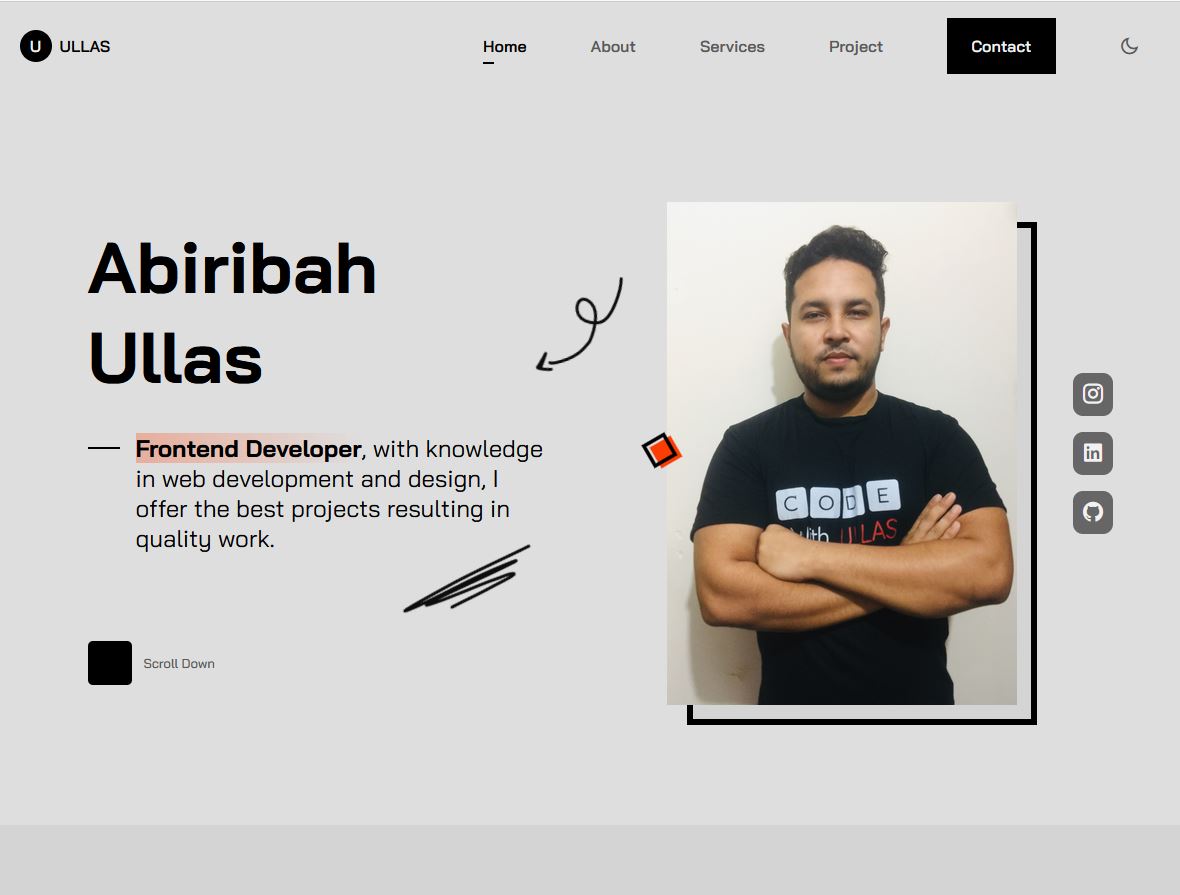 U ULLAS
Home About Services Project Contact
Abiribah
Ullas
Frontend Developer, with knowledge
in web development and design, I
offer the best projects resulting in
quality work.
Scroll Down
CODE
With ULLAS
in